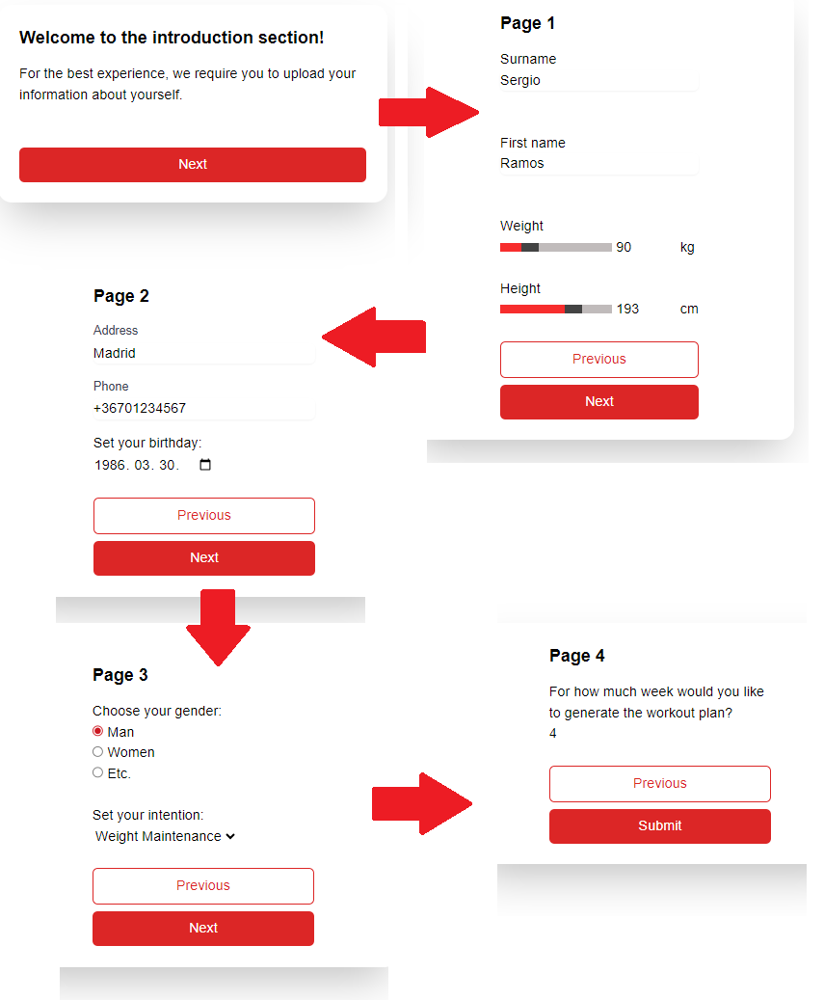 Welcome to the introduction section!
For the best experience, we require you to upload your
information about yourself.
Next
Page 1
Surname
Sergio
First name
Ramos
Weight
90 kg
Height
193 cm
Previous
Next
Page 2
Address
Madrid
Phone
+36701234567
Set your birthday:
1986. 03. 30.
Previous
Next
Page 3
Choose your gender:
Man
Women
Etc.
Set your intention:
Weight Maintenance
Previous
Next
Page 4
For how much week would you like
to generate the workout plan?
4
Previous
Submit